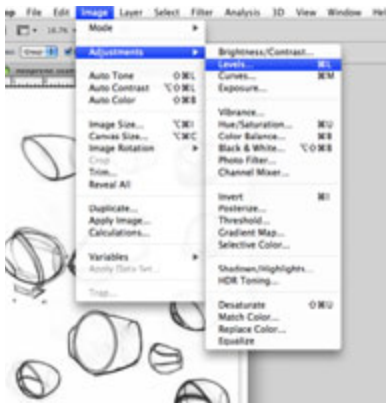 File Edit Image Layer Select Filter Analysis 3D View Window He
Mode
Adjustments
Auto Tone ⇧⌘L
Auto Contrast ⌥⇧⌘L
Auto Color ⇧⌘B
Image Size... ⌥⌘I
Canvas Size... ⌥⌘C
Image Rotation
Crop
Trim...
Reveal All
Duplicate...
Apply Image...
Calculations...
Variables
Apply Data Set...
Trap...
Brightness/Contrast...
Levels... ⌘L
Curves... ⌘M
Exposure...
Vibrance...
Hue/Saturation... ⌘U
Color Balance... ⌘B
Black & White... ⌥⇧⌘B
Photo Filter...
Channel Mixer...
Invert ⌘I
Posterize...
Threshold...
Gradient Map...
Selective Color...
Shadows/Highlights...
HDR Toning...
Desaturate ⇧⌘U
Match Color...
Replace Color...
Equalize